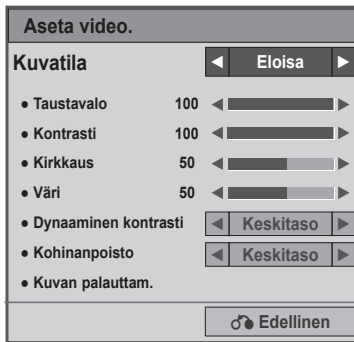 Aseta video.
Kuvatila ◄ Eloisa ►
● Taustavalo 100
● Kontrasti 100
● Kirkkaus 50
● Väri 50
● Dynaaminen kontrasti ◄ Keskitaso ►
● Kohinanpoisto ◄ Keskitaso ►
● Kuvan palauttam.
Edellinen